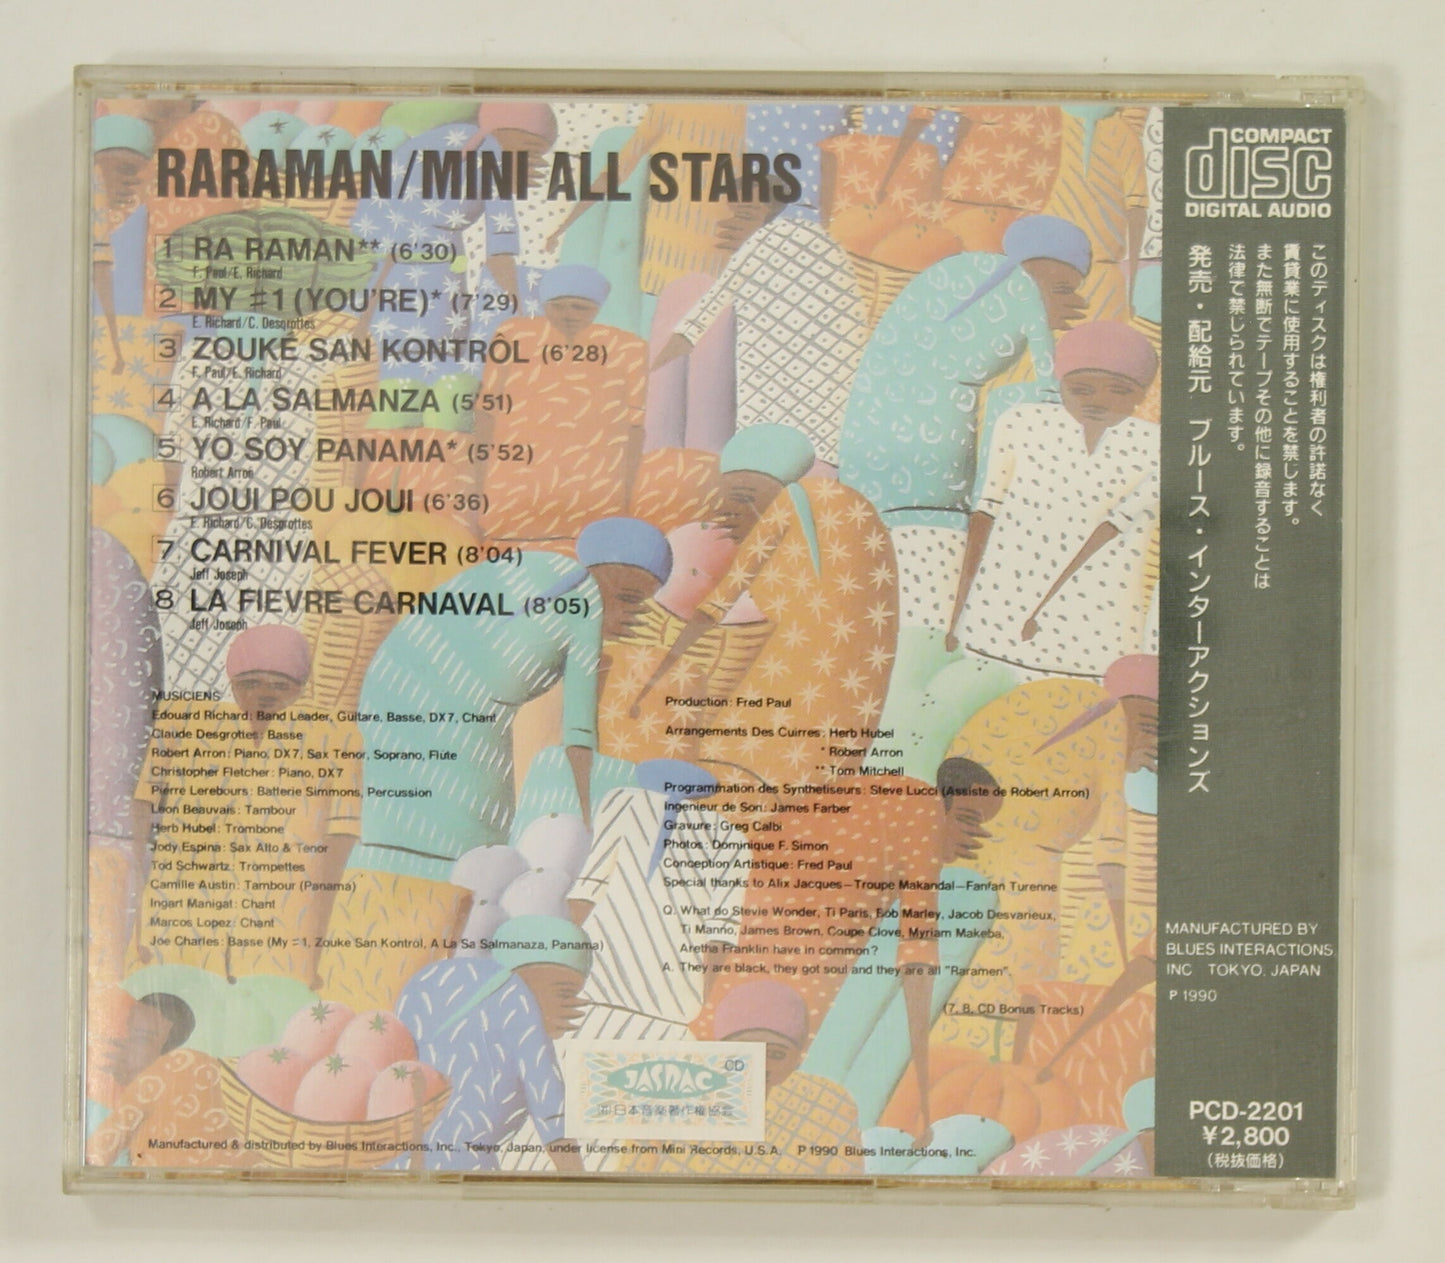 RARAMAN/MINI ALL STARS
1 RA RAMAN** (6'30)
F. Paul/E. Richard
2 MY ♯1 (YOU'RE)* (7'29)
E. Richard/C. Desgrottes
3 ZOUKÉ SAN KONTRÔL (6'28)
F. Paul/E. Richard
4 A LA SALMANZA (5'51)
E. Richard/F. Paul
5 YO SOY PANAMA* (5'52)
Robert Arron
6 JOUI POU JOUI (6'36)
E. Richard/C. Desgrottes
7 CARNIVAL FEVER (8'04)
Jeff Joseph
8 LA FIEVRE CARNAVAL (8'05)
Jeff Joseph
MUSICIENS
Edouard Richard: Band Leader, Guitare, Basse, DX7, Chant
Claude Desgrottes: Basse
Robert Arron: Piano, DX7, Sax Tenor, Soprano, Flute
Christopher Fletcher: Piano, DX7
Pierre Lerebours: Batterie Simmons, Percussion
Leon Beauvais: Tambour
Herb Hubel: Trombone
Jody Espina: Sax Alto & Tenor
Tod Schwartz: Trompettes
Camille Austin: Tambour (Panama)
Ingart Manigat: Chant
Marcos Lopez: Chant
Joe Charles: Basse (My ♯1, Zouke San Kontrol, A La Sa Salmanaza, Panama)
Production: Fred Paul
Arrangements Des Cuirres: Herb Hubel
* Robert Arron
** Tom Mitchell
Programmation des Synthetiseurs: Steve Lucci (Assiste de Robert Arron)
Ingenieur de Son: James Farber
Gravure: Greg Calbi
Photos: Dominique F. Simon
Conception Artistique: Fred Paul
Special thanks to Alix Jacques–Troupe Makandal–Fanfan Turenne
Q. What do Stevie Wonder, Ti Paris, Bob Marley, Jacob Desvarieux,
Ti Manno, James Brown, Coupe Clove, Myriam Makeba,
Aretha Franklin have in common?
A. They are black, they got soul and they are all "Raramen".
(7, 8, CD Bonus Tracks)
JASRAC
CD
(社)日本音楽著作権協会
Manufactured & distributed by Blues Interactions, Inc., Tokyo, Japan, under license from Mini Records, U.S.A. P 1990 Blues Interactions, Inc.
COMPACT
disc
DIGITAL AUDIO
このディスクは権利者の許諾なく
賃貸業に使用することを禁じます。
また無断でテープその他に録音することは
法律で禁じられています。
発売・配給元 ブルース・インターアクションズ
MANUFACTURED BY
BLUES INTERACTIONS
INC TOKYO, JAPAN
P 1990
PCD-2201
¥2,800
(税抜価格)